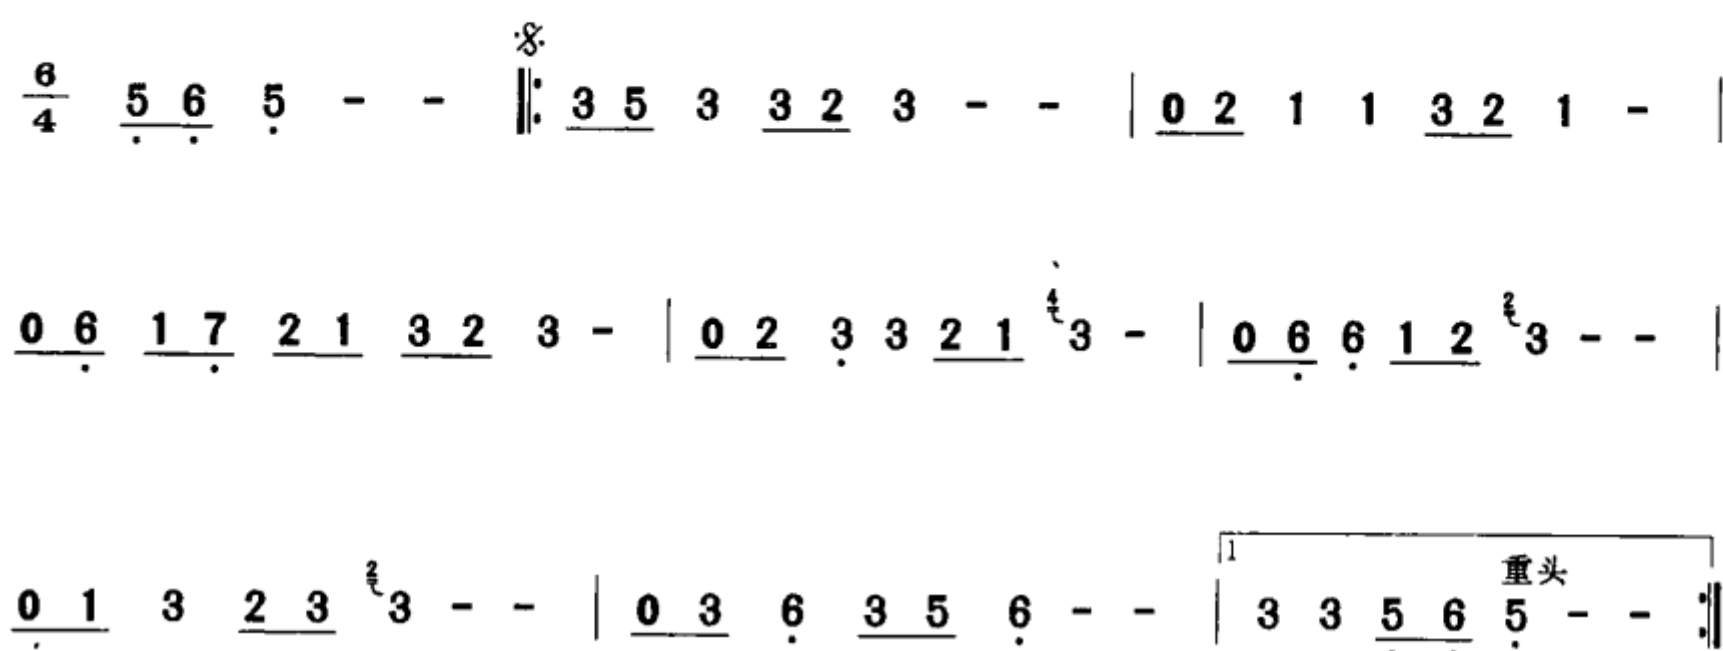 6/4 5̣ 6̣ 5̣ - - 𝄋 ‖: 3 5 3 3 2 3 - - | 0 2 1 1 3 2 1 - |
0 6̣ 1 7̣ 2 1 3 2 3 - | 0 2 3̣ 3 2 1 4 3 - | 0 6̣ 6̣ 1 2 2 3 - - |
0 1 3 2 3 2 3 - - | 0 3 6̣ 3 5 6̣ - - | 1 重头 3 3 5̣ 6̣ 5̣ - - :‖